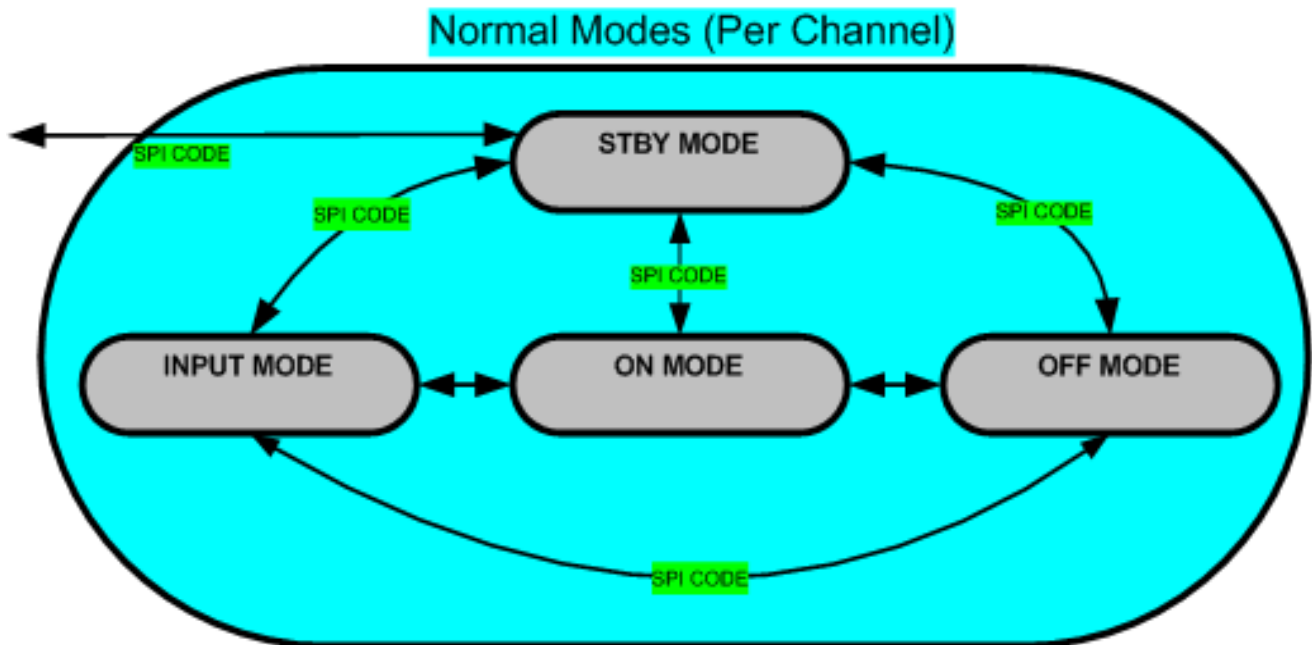 Normal Modes (Per Channel)
STBY MODE
SPI CODE
SPI CODE
SPI CODE
SPI CODE
INPUT MODE
ON MODE
OFF MODE
SPI CODE